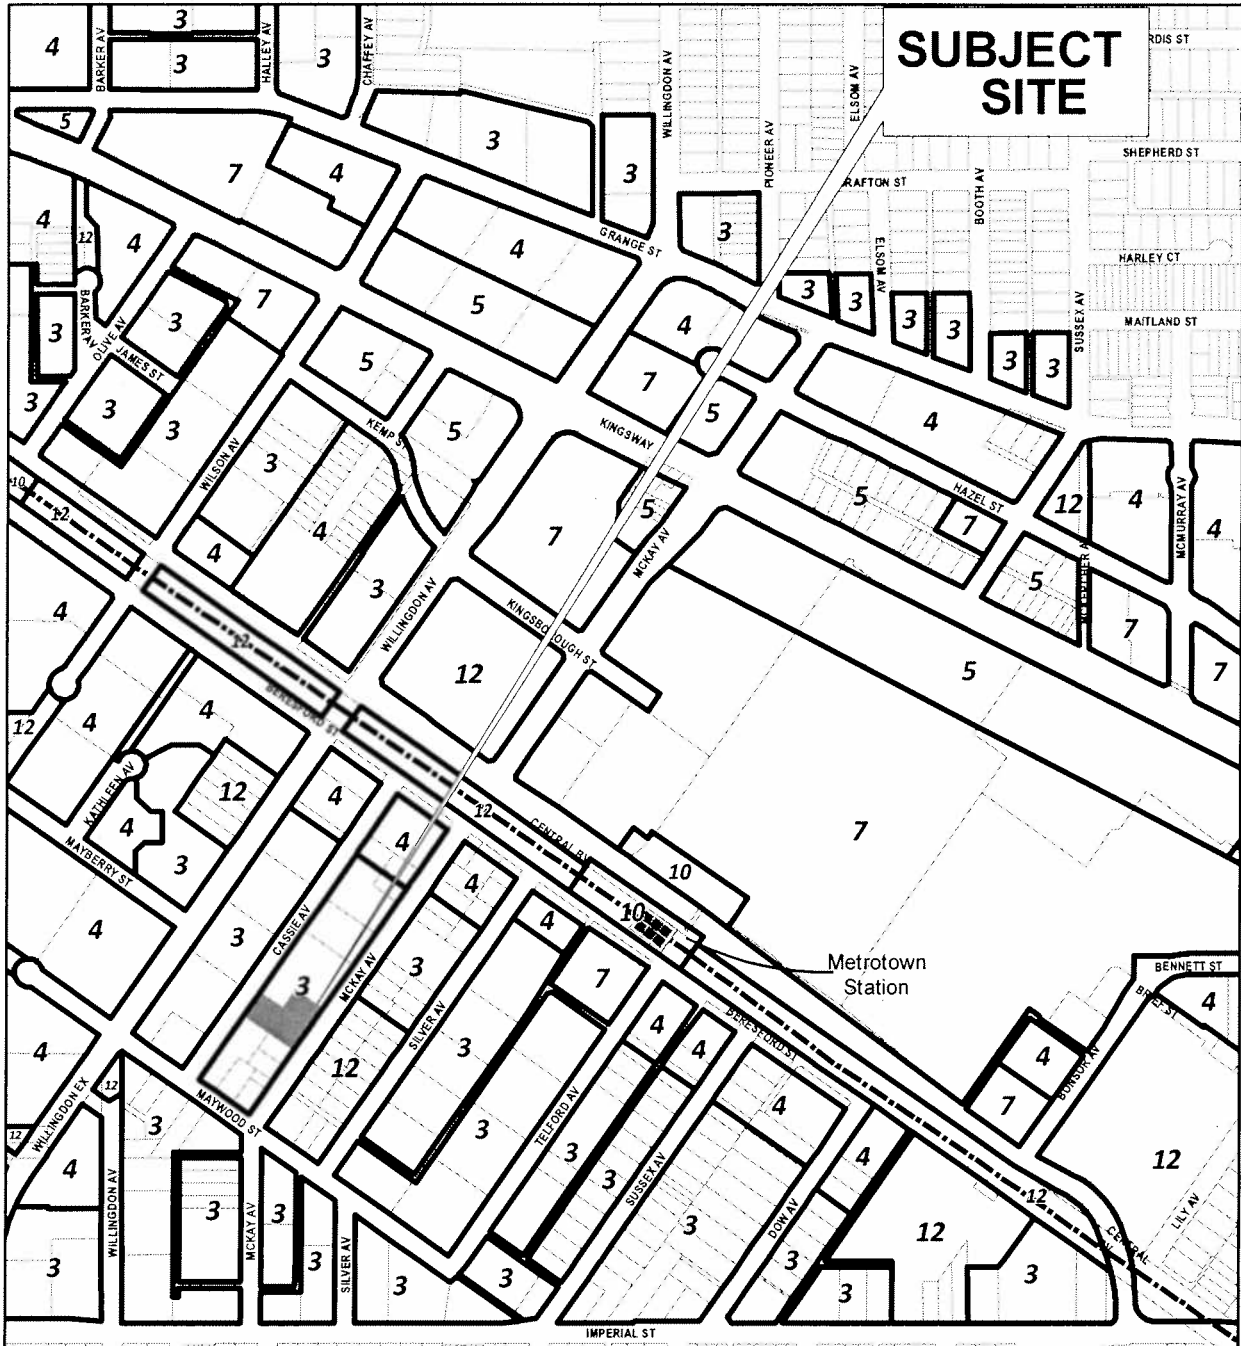 SUBJECT
SITE
BARKER AV
HALLEY AV
CHAFFEY AV
WILLINGDON AV
ELSOM AV
PIONEER AV
BOOTH AV
SHEPHERD ST
GRANGE ST
ELSOM AV
HARLEY CT
SUSSEX AV
MAITLAND ST
BARKER AV
OLIVE AV
JAMES ST
KINGSWAY
WILSON AV
HAZEL ST
MCMURRAY AV
MCKAY AV
WILLINGDON AV
KINGSBOROUGH ST
BERESFORD ST
KATHLEEN AV
MAYBERRY ST
CASSIE AV
MCKAY AV
SILVER AV
Metrotown
Station
BENNETT ST
BERESFORD ST
BONSOR AV
TELFORD AV
MAYWOOD ST
WILLINGDON EX
WILLINGDON AV
MCKAY AV
SILVER AV
SUSSEX AV
DOW AV
LILY AV
CENTRAL
IMPERIAL ST
4
3
3
3
5
7
4
3
3
3
4
12
4
3
3
7
4
5
4
3
3
3
3
3
3
5
7
5
4
3
3
3
3
5
4
5
12
4
4
7
10
12
4
3
7
5
7
5
7
7
4
12
5
12
4
4
12
4
4
12
7
10
10
4
3
4
3
3
4
4
3
12
3
7
4
4
4
4
7
12
4
12
12
4
3
3
3
3
3
3
3
3
3
3
4
12
12
3
3
3